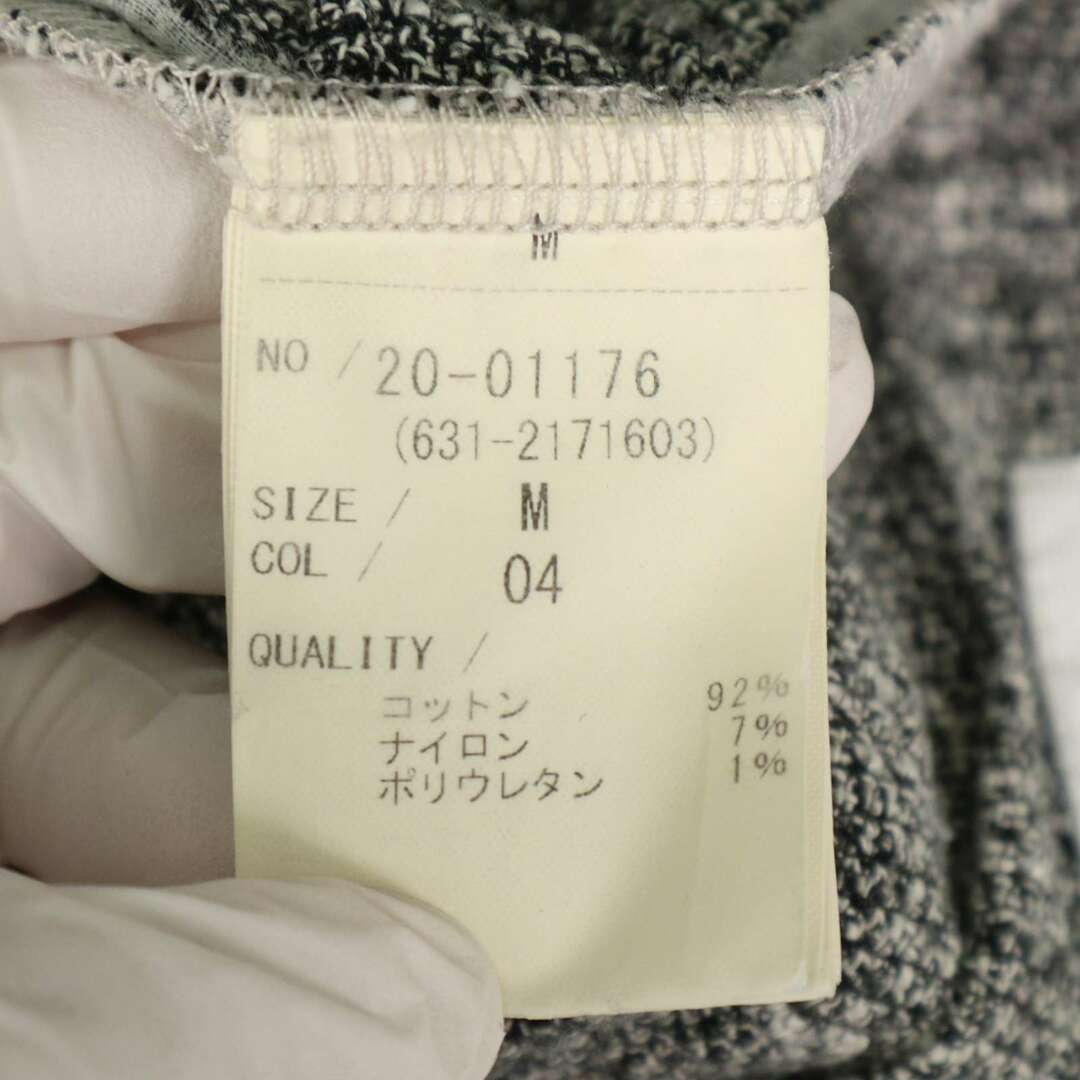 M
NO / 20-01176
(631-2171603)
SIZE / M
COL / 04
QUALITY /
コットン 92%
ナイロン 7%
ポリウレタン 1%